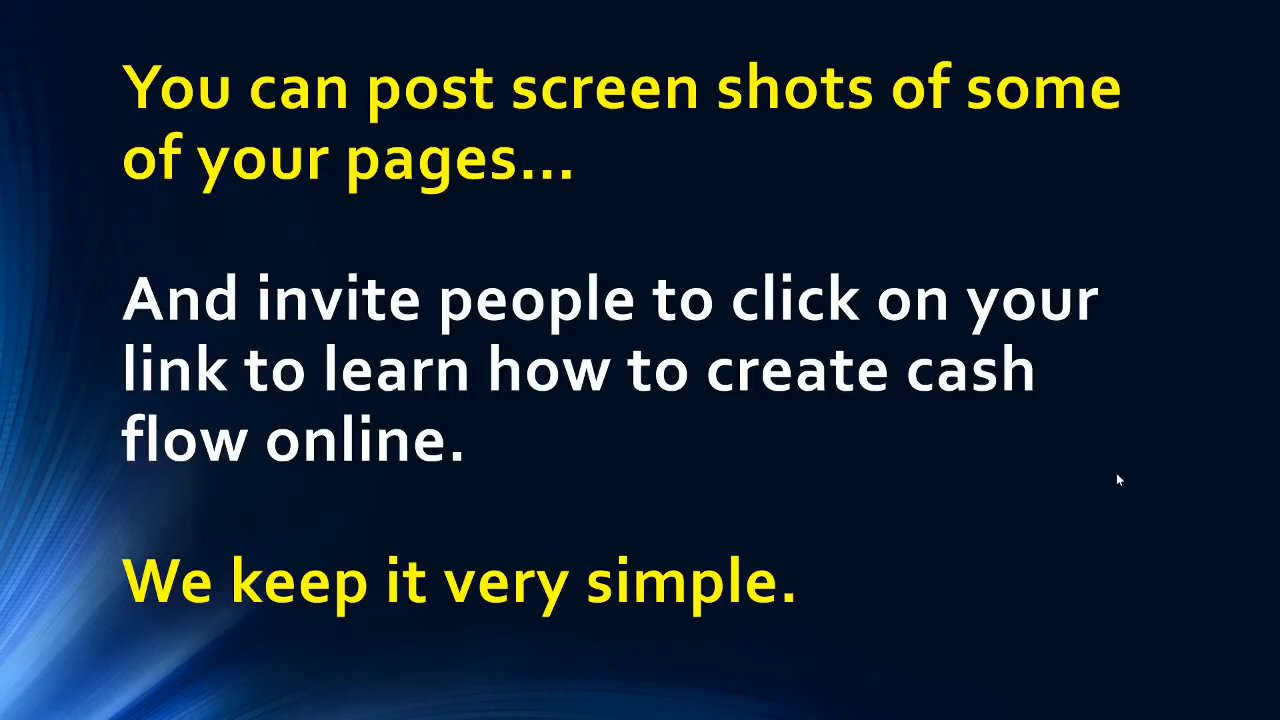 You can post screen shots of some
of your pages...
And invite people to click on your
link to learn how to create cash
flow online.
We keep it very simple.